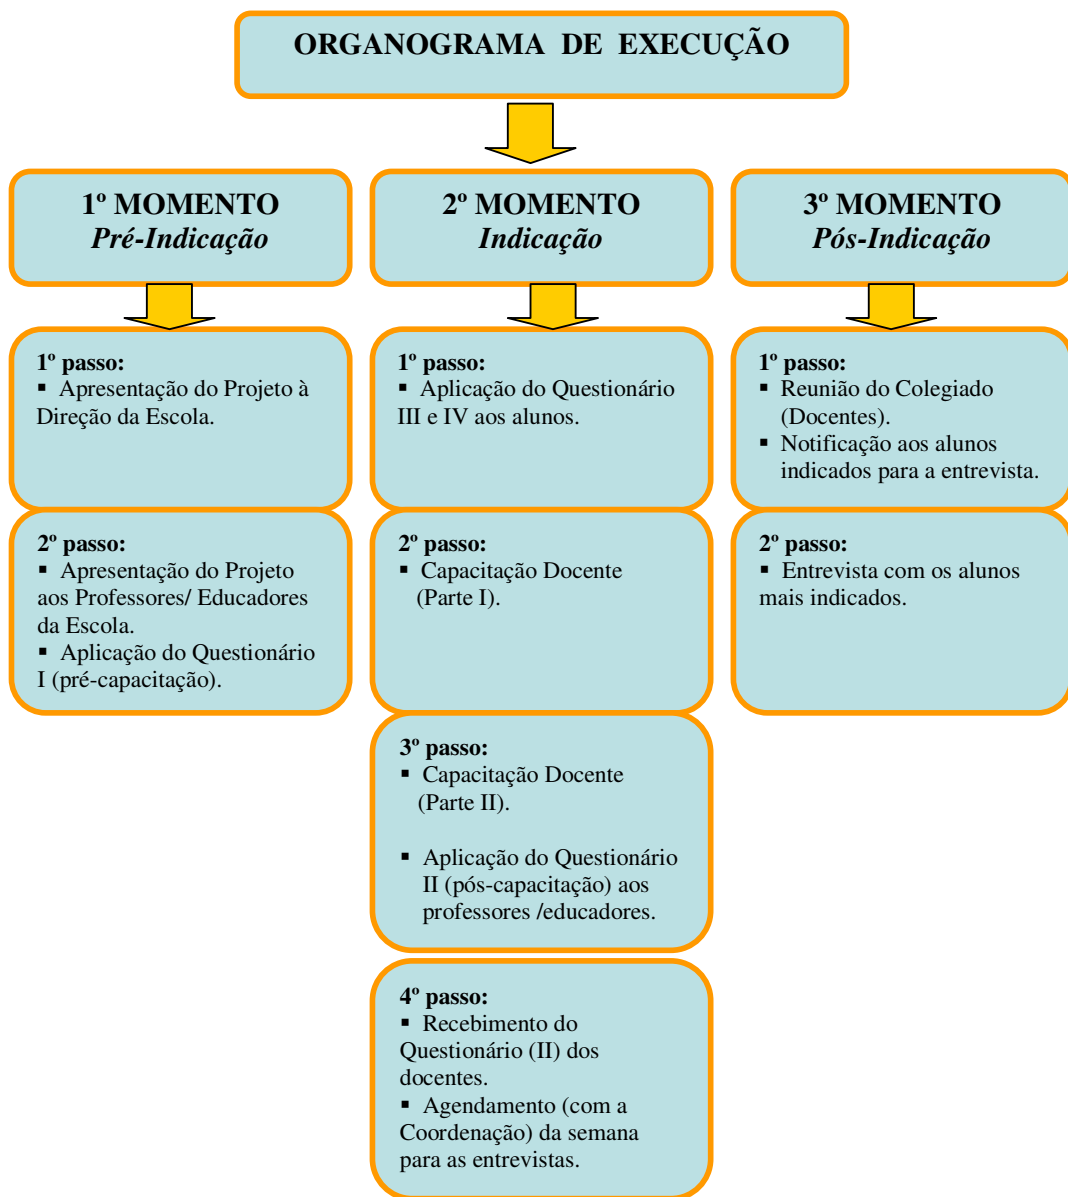 ORGANOGRAMA DE EXECUÇÃO
1º MOMENTO
Pré-Indicação
1º passo:
▪ Apresentação do Projeto à
Direção da Escola.
2º passo:
▪ Apresentação do Projeto
aos Professores/ Educadores
da Escola.
▪ Aplicação do Questionário
I (pré-capacitação).
2º MOMENTO
Indicação
1º passo:
▪ Aplicação do Questionário
III e IV aos alunos.
2º passo:
▪ Capacitação Docente
(Parte I).
3º passo:
▪ Capacitação Docente
(Parte II).
▪ Aplicação do Questionário
II (pós-capacitação) aos
professores /educadores.
4º passo:
▪ Recebimento do
Questionário (II) dos
docentes.
▪ Agendamento (com a
Coordenação) da semana
para as entrevistas.
3º MOMENTO
Pós-Indicação
1º passo:
▪ Reunião do Colegiado
(Docentes).
▪ Notificação aos alunos
indicados para a entrevista.
2º passo:
▪ Entrevista com os alunos
mais indicados.